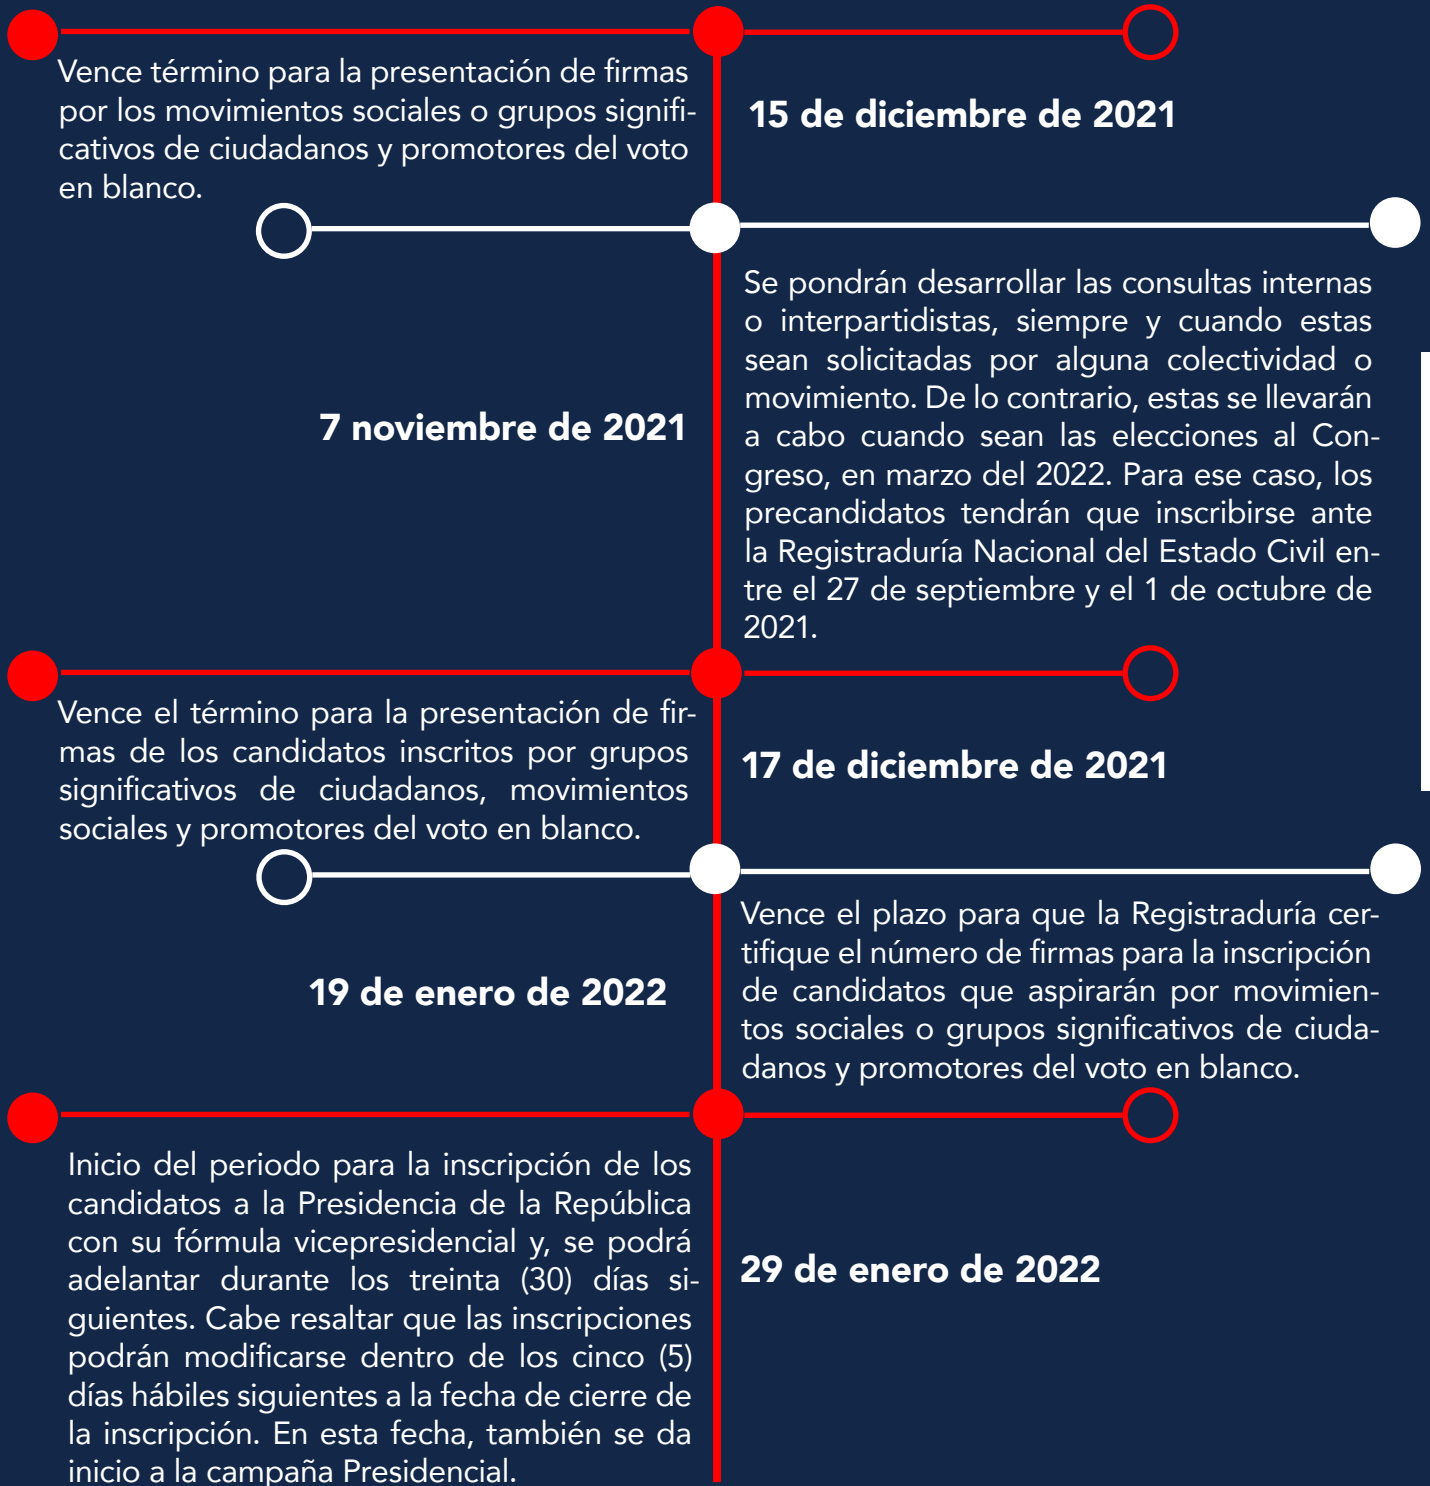 Vence término para la presentación de firmas
por los movimientos sociales o grupos signifi-
cativos de ciudadanos y promotores del voto
en blanco.
15 de diciembre de 2021
7 noviembre de 2021
Se pondrán desarrollar las consultas internas
o interpartidistas, siempre y cuando estas
sean solicitadas por alguna colectividad o
movimiento. De lo contrario, estas se llevarán
a cabo cuando sean las elecciones al Con-
greso, en marzo del 2022. Para ese caso, los
precandidatos tendrán que inscribirse ante
la Registraduría Nacional del Estado Civil en-
tre el 27 de septiembre y el 1 de octubre de
2021.
Vence el término para la presentación de fir-
mas de los candidatos inscritos por grupos
significativos de ciudadanos, movimientos
sociales y promotores del voto en blanco.
17 de diciembre de 2021
19 de enero de 2022
Vence el plazo para que la Registraduría cer-
tifique el número de firmas para la inscripción
de candidatos que aspirarán por movimien-
tos sociales o grupos significativos de ciuda-
danos y promotores del voto en blanco.
Inicio del periodo para la inscripción de los
candidatos a la Presidencia de la República
con su fórmula vicepresidencial y, se podrá
adelantar durante los treinta (30) días si-
guientes. Cabe resaltar que las inscripciones
podrán modificarse dentro de los cinco (5)
días hábiles siguientes a la fecha de cierre de
la inscripción. En esta fecha, también se da
inicio a la campaña Presidencial.
29 de enero de 2022